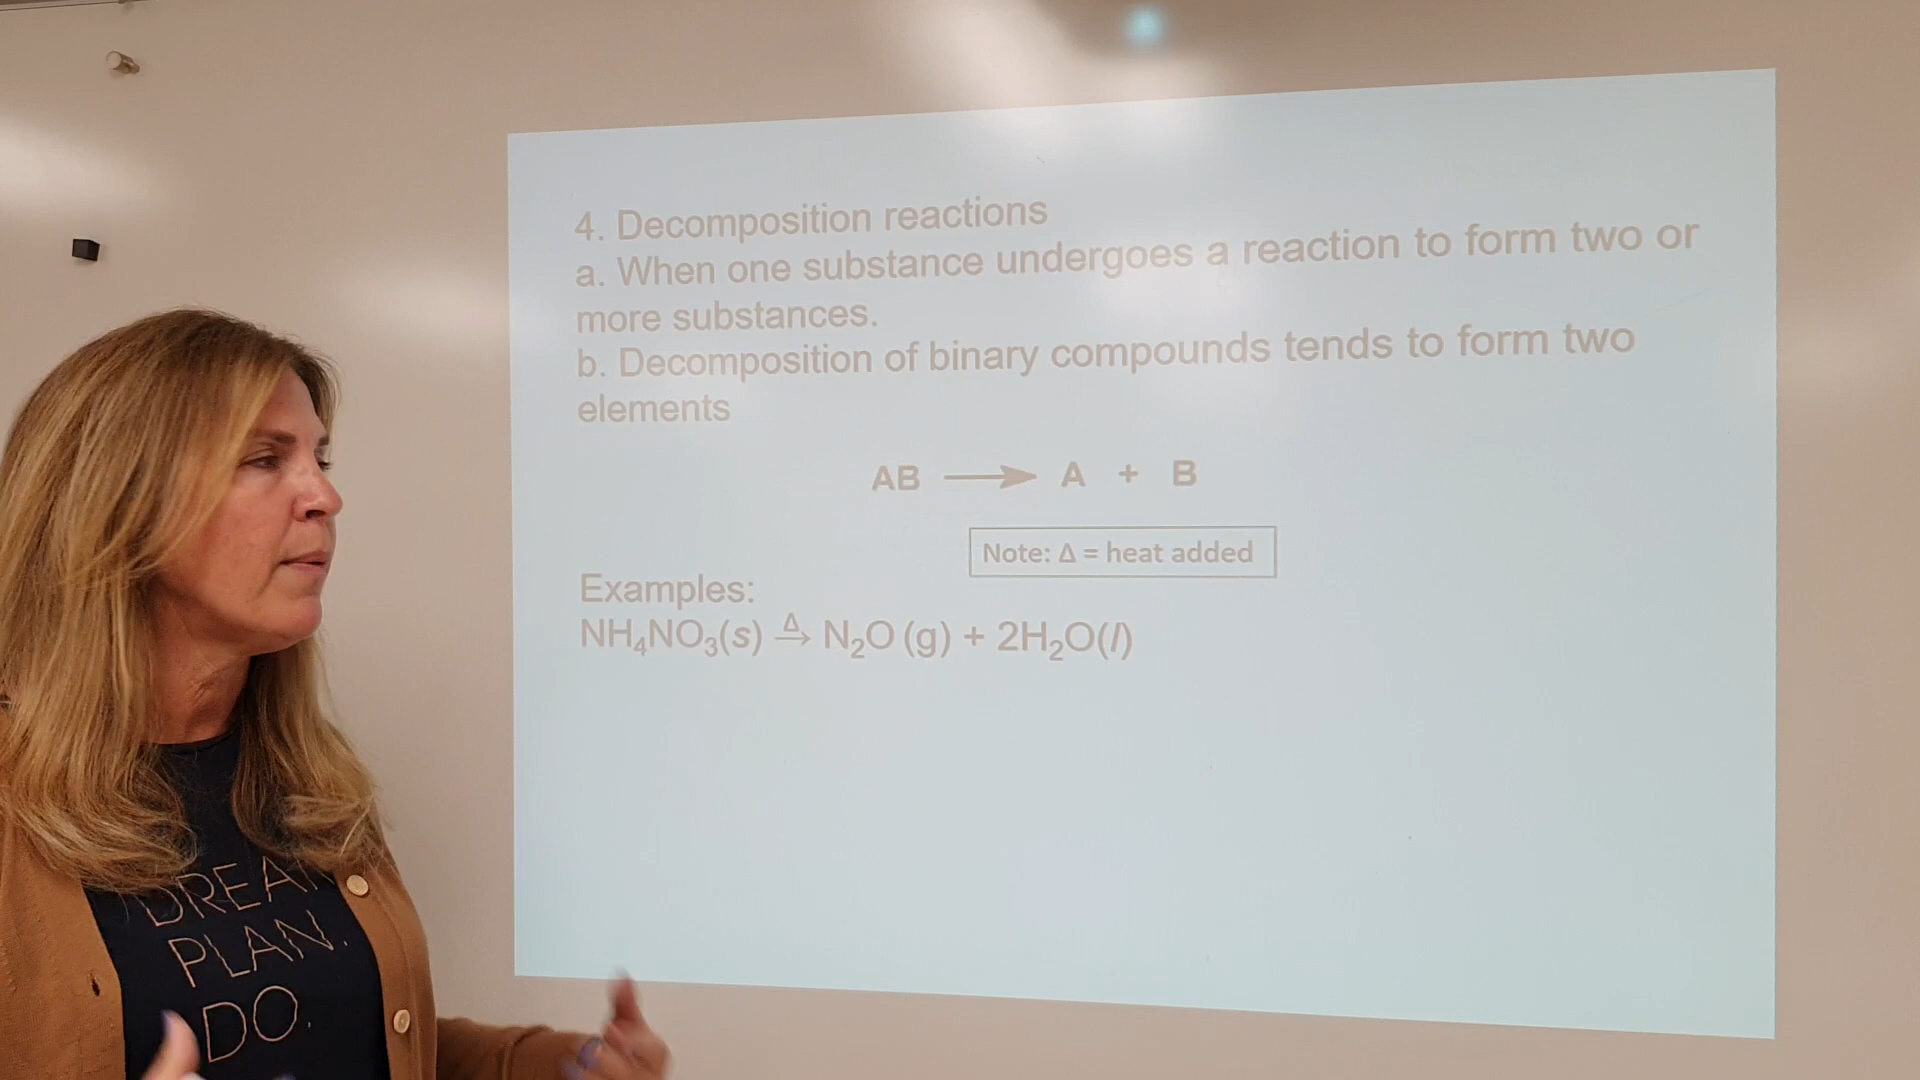 4. Decomposition reactions
a. When one substance undergoes a reaction to form two or
more substances.
b. Decomposition of binary compounds tends to form two
elements
AB ⟶ A + B
Note: Δ = heat added
Examples:
NH₄NO₃(s) →^Δ N₂O (g) + 2H₂O(l)
PLAN.
DO.